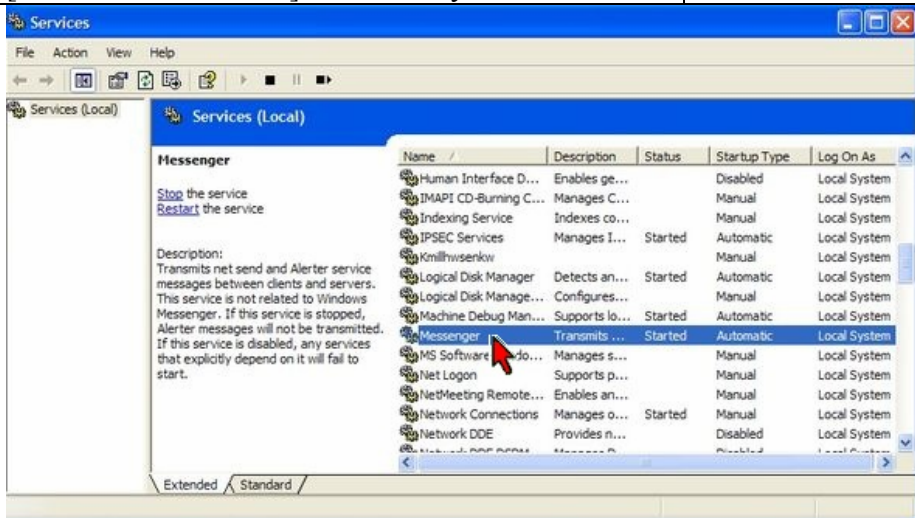 Services
File Action View Help
Services (Local)
Services (Local)
Messenger
Stop the service
Restart the service
Description:
Transmits net send and Alerter service
messages between clients and servers.
This service is not related to Windows
Messenger. If this service is stopped,
Alerter messages will not be transmitted.
If this service is disabled, any services
that explicitly depend on it will fail to
start.
Name Description Status Startup Type Log On As
Human Interface D... Enables ge... Disabled Local System
IMAPI CD-Burning C... Manages C... Manual Local System
Indexing Service Indexes co... Manual Local System
IPSEC Services Manages I... Started Automatic Local System
Kmillhwsenkw Manual Local System
Logical Disk Manager Detects an... Started Automatic Local System
Logical Disk Manage... Configures... Manual Local System
Machine Debug Man... Supports lo... Started Automatic Local System
Messenger Transmits ... Started Automatic Local System
MS Software Manages s... Manual Local System
Net Logon Supports p... Manual Local System
NetMeeting Remote... Enables an... Manual Local System
Network Connections Manages o... Started Manual Local System
Network DDE Provides n... Disabled Local System
Extended Standard